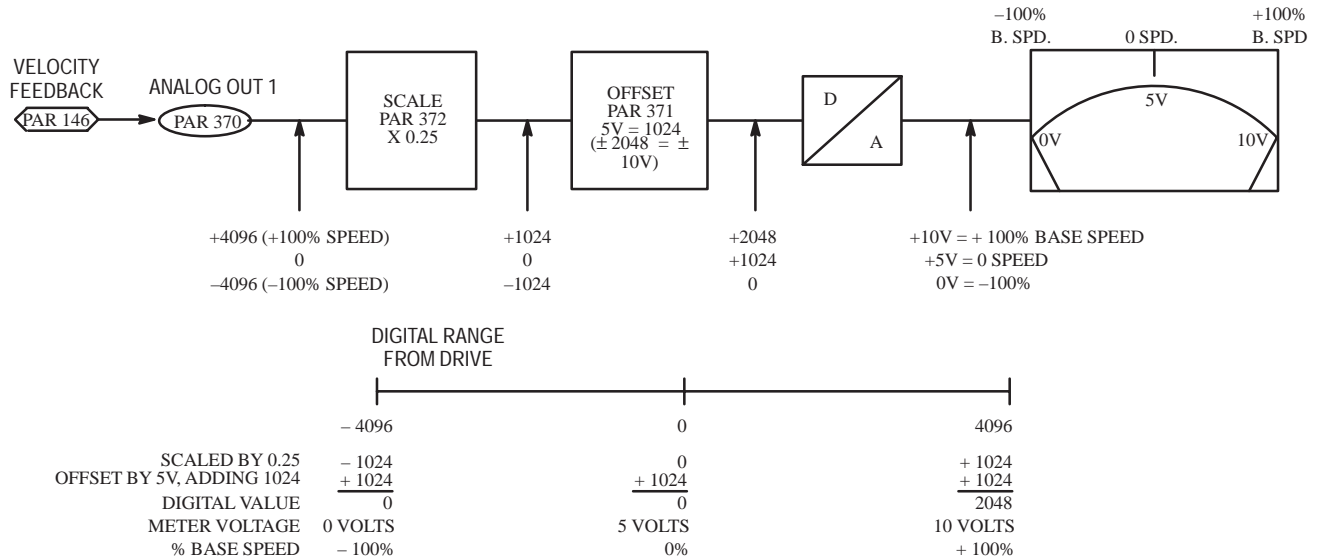 –100%
B. SPD.
0 SPD.
+100%
B. SPD
VELOCITY
FEEDBACK
PAR 146
ANALOG OUT 1
PAR 370
SCALE
PAR 372
X 0.25
OFFSET
PAR 371
5V = 1024
(± 2048 = ±
10V)
D
A
0V
5V
10V
+4096 (+100% SPEED)
0
–4096 (–100% SPEED)
+1024
0
–1024
+2048
+1024
0
+10V = + 100% BASE SPEED
+5V = 0 SPEED
0V = –100%
DIGITAL RANGE
FROM DRIVE
– 4096 0 4096
SCALED BY 0.25 – 1024 0 + 1024
OFFSET BY 5V, ADDING 1024 + 1024 + 1024 + 1024
DIGITAL VALUE 0 0 2048
METER VOLTAGE 0 VOLTS 5 VOLTS 10 VOLTS
% BASE SPEED – 100% 0% + 100%